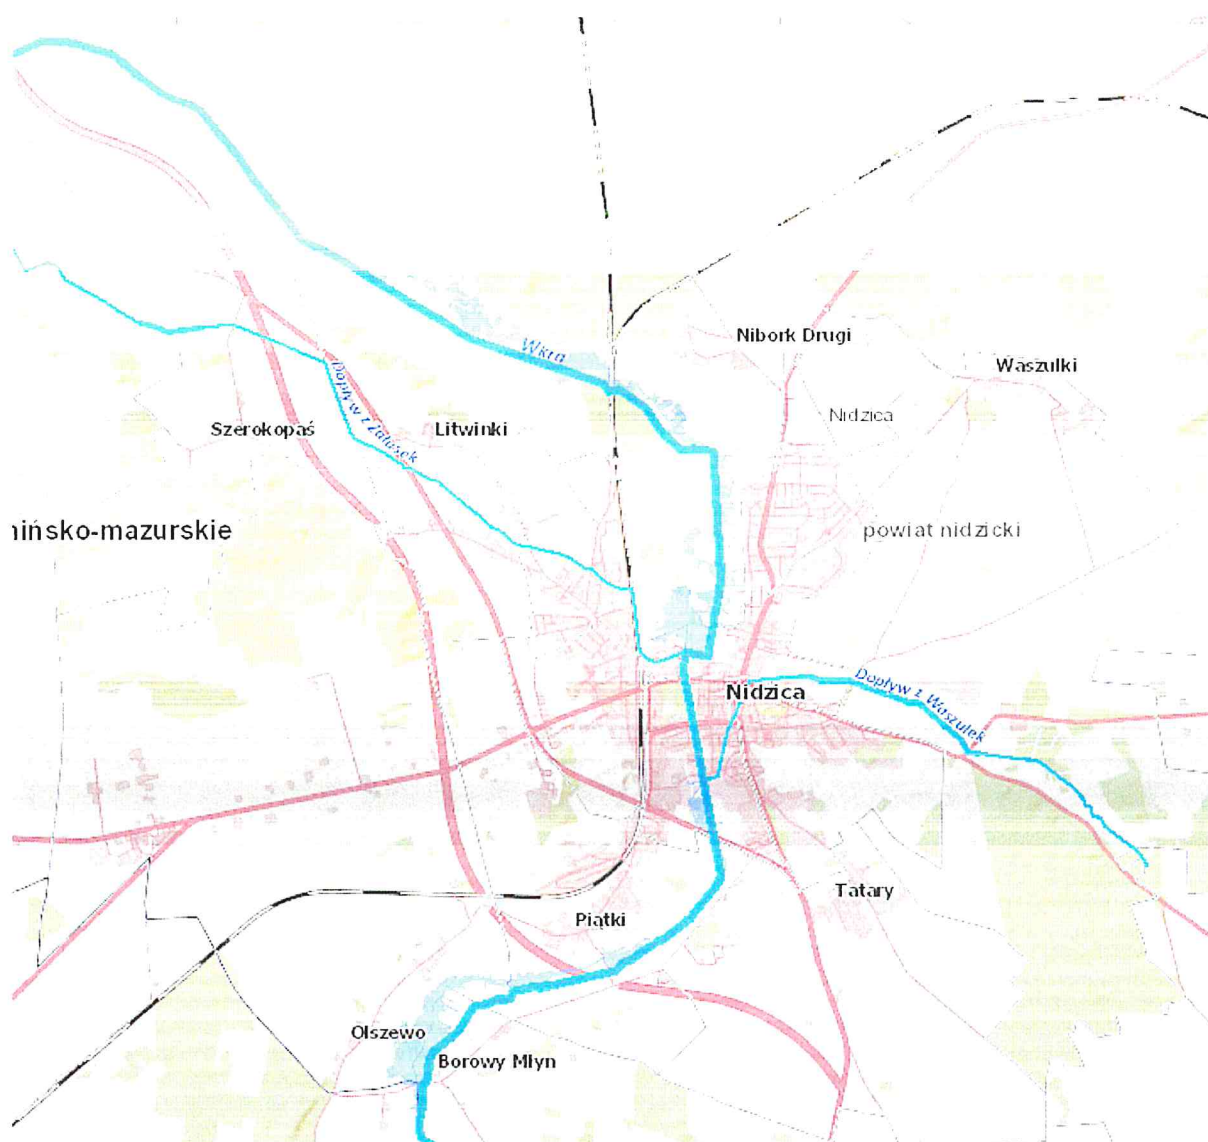 Nibork Drugi
Wkra
Waszulki
Dopływ z Załusek
Nidzica
Szerokopaś
Litwinki
nińsko-mazurskie
powiat nidzicki
Dopływ z Waszulek
Nidzica
Tatary
Piątki
Olszewo
Borowy Młyn